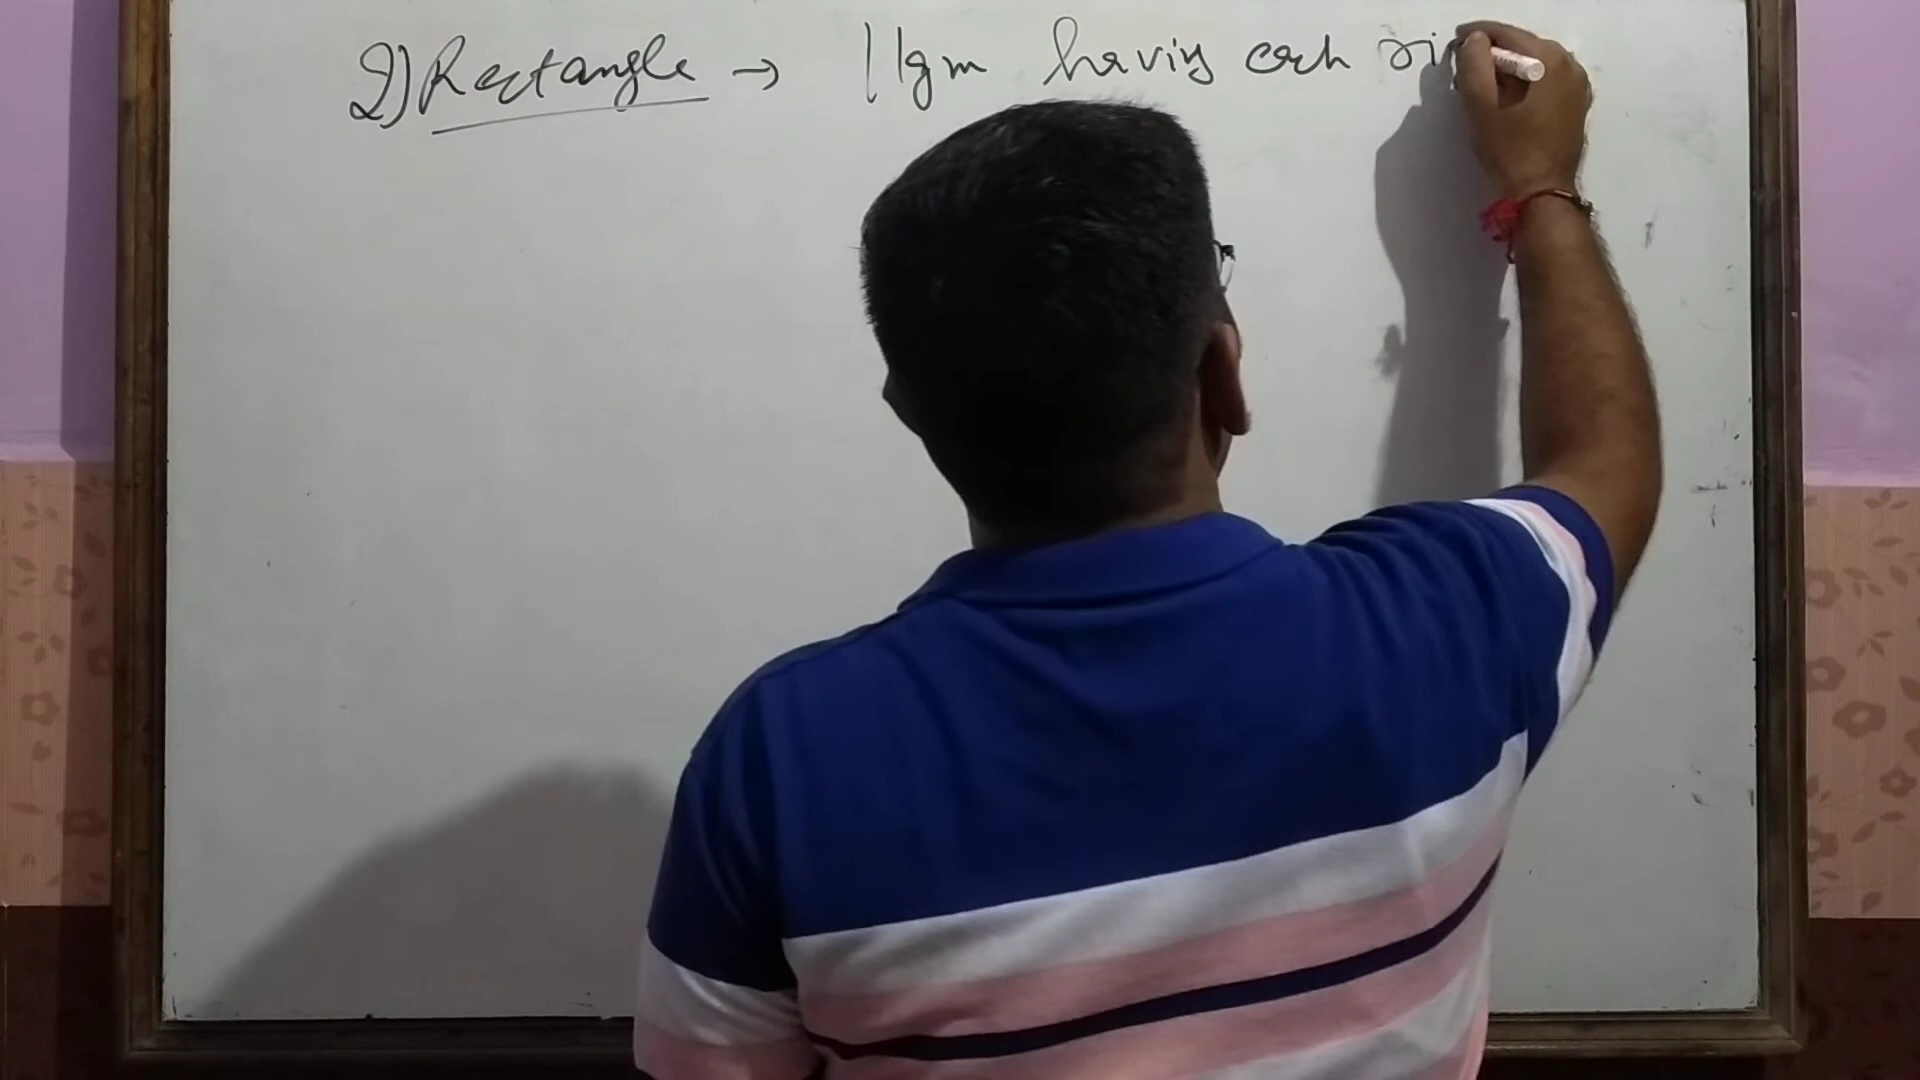 2) Rectangle → ||gm having each